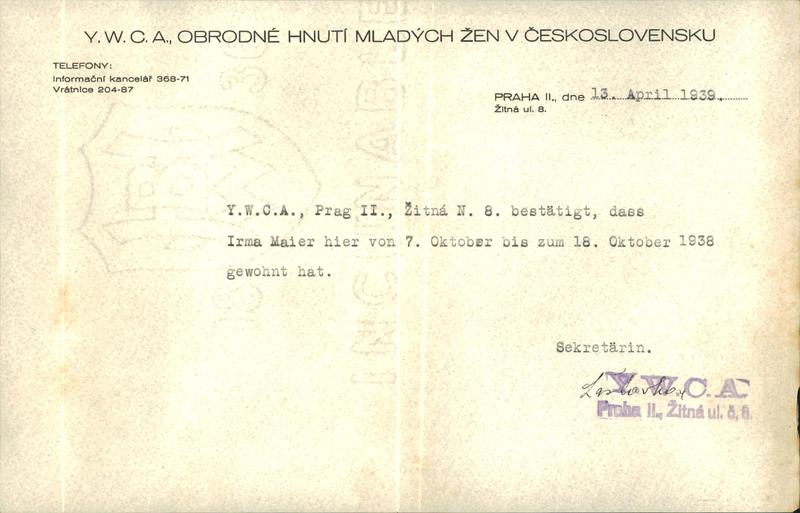 Y. W. C. A., OBRODNÉ HNUTÍ MLADÝCH ŽEN V ČESKOSLOVENSKU
TELEFONY:
Informační kancelář 368-71
Vrátnice 204-87
PRAHA II., dne 13. April 1939.
Žitná ul. 8.
Y.W.C.A., Prag II., Žitná N. 8. bestätigt, dass
Irma Maier hier von 7. Oktober bis zum 18. Oktober 1938
gewohnt hat.
Sekretärin.
Y.W.C.A.
Praha II., Žitná ul. č. 8.